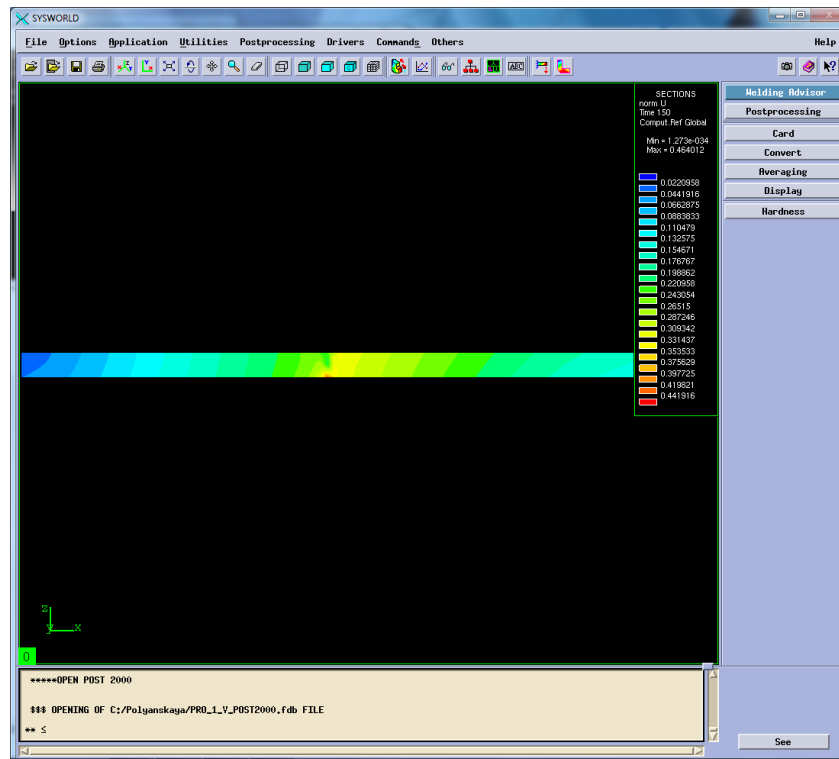 SYSWORLD
File Options Application Utilities Postprocessing Drivers Commands Others Help
SECTIONS
norm U
Time 150
Comput.Ref Global
Min = 1.273e-034
Max = 0.464012
0.0220958
0.0441916
0.0662875
0.0883833
0.110479
0.132575
0.154671
0.176767
0.198862
0.220958
0.243054
0.26515
0.287246
0.309342
0.331437
0.353533
0.375629
0.397725
0.419821
0.441916
Welding Advisor
Postprocessing
Card
Convert
Averaging
Display
Hardness
z
y x
0
*****OPEN POST 2000
$$$ OPENING OF C:/Polyanskaya/PRO_1_V_POST2000.fdb FILE
** ≤
See